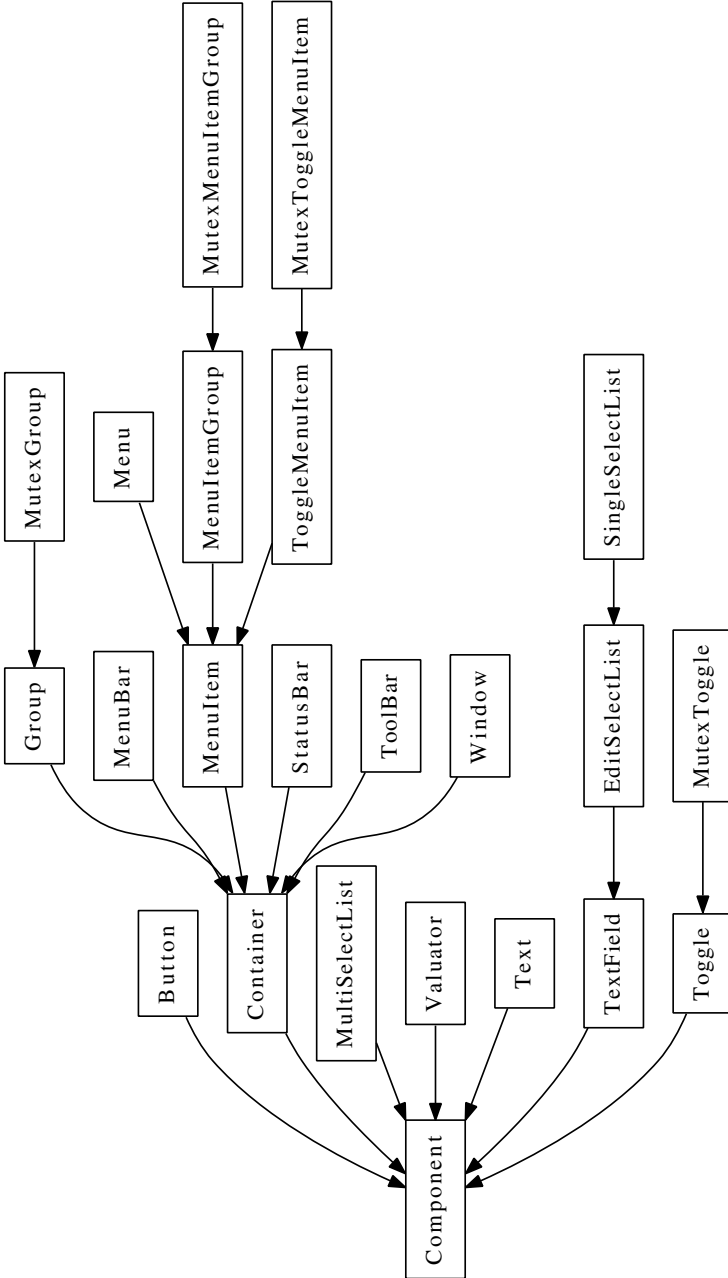 MutexMenuItemGroup
MutexToggleMenuItem
MutexGroup
Menu
MenuItemGroup
ToggleMenuItem
SingleSelectList
Group
MenuBar
MenuItem
StatusBar
ToolBar
Window
EditSelectList
MutexToggle
Button
Container
MultiSelectList
Valuator
Text
TextField
Toggle
Component